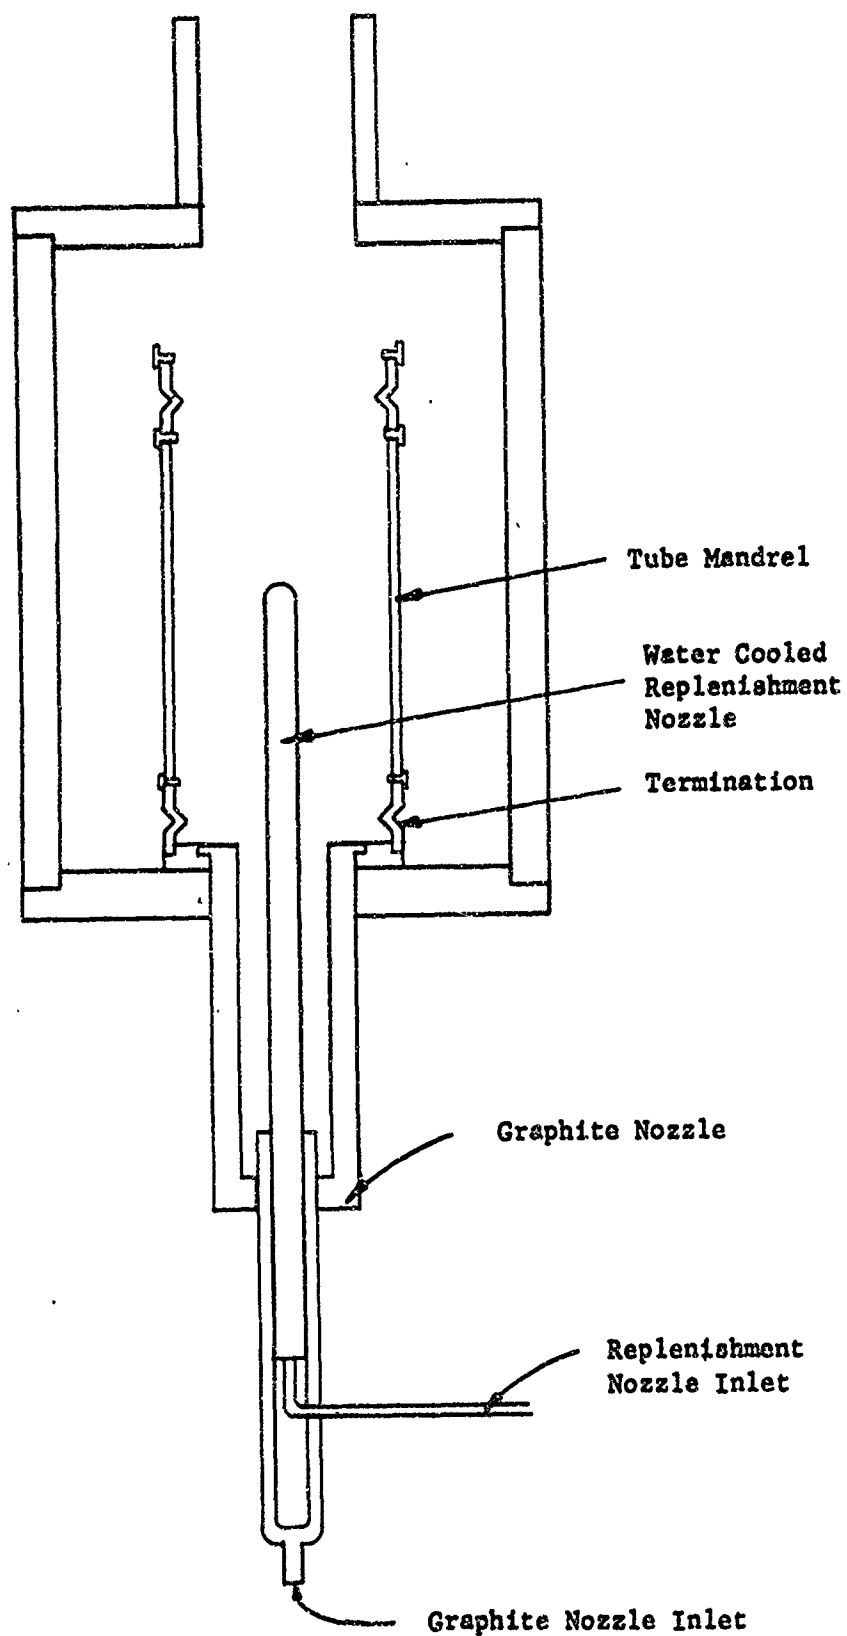 Tube Mandrel
Water Cooled
Replenishment
Nozzle
Termination
Graphite Nozzle
Replenishment
Nozzle Inlet
Graphite Nozzle Inlet